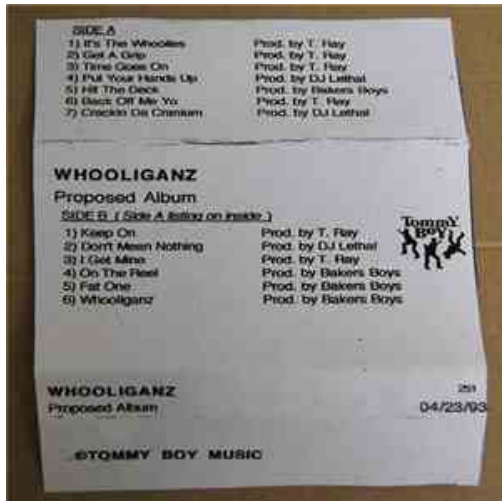 SIDE A
1) It's The Whoolies Prod. by T. Ray
2) Get A Grip Prod. by T. Ray
3) Time Goes On Prod. by T. Ray
4) Put Your Hands Up Prod. by DJ Lethal
5) Hit The Deck Prod. by Bakers Boys
6) Back Off Me Yo Prod. by T. Ray
7) Crackin Da Cranium Prod. by DJ Lethal
WHOOLIGANZ
Proposed Album
SIDE B ( Side A listing on inside )
1) Keep On Prod. by T. Ray
2) Don't Mean Nothing Prod. by DJ Lethal
3) I Get Mine Prod. by T. Ray
4) On The Reel Prod. by Bakers Boys
5) Fat One Prod. by Bakers Boys
6) Whooliganz Prod. by Bakers Boys
TOMMY
BOY
WHOOLIGANZ
Proposed Album 04/23/93
©TOMMY BOY MUSIC